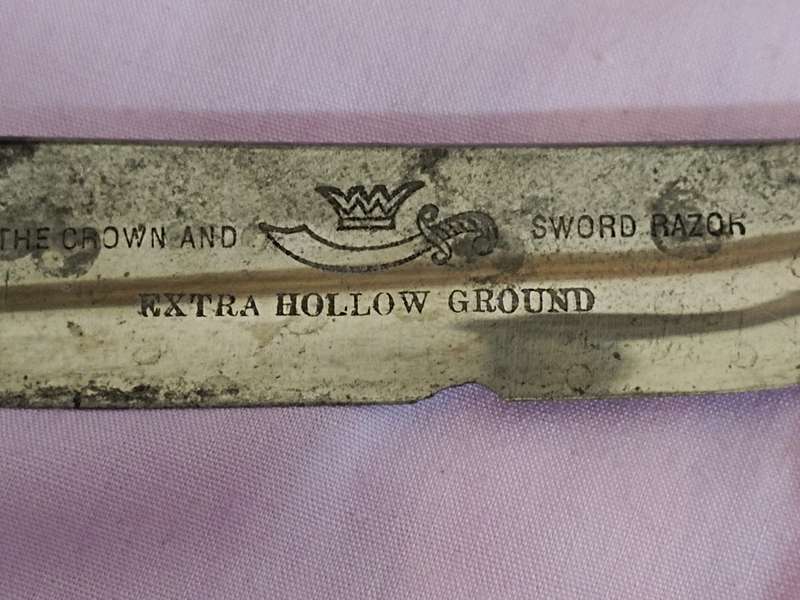 THE CROWN AND SWORD RAZOR
EXTRA HOLLOW GROUND